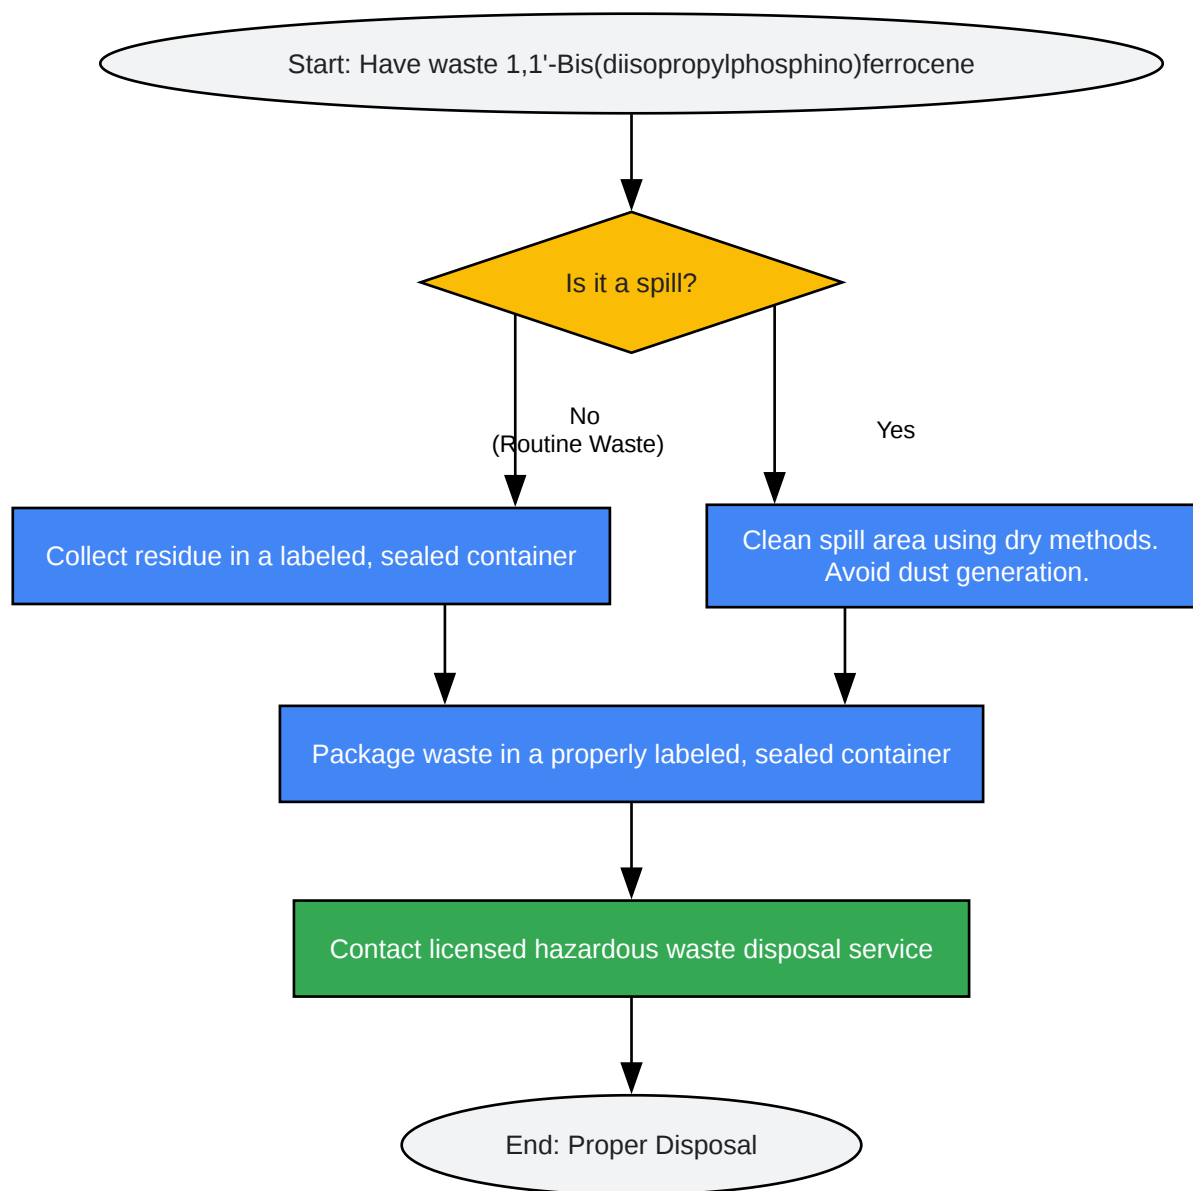 Start: Have waste 1,1'-Bis(diisopropylphosphino)ferrocene
Is it a spill?
No
(Routine Waste)
Yes
Collect residue in a labeled, sealed container
Clean spill area using dry methods.
Avoid dust generation.
Package waste in a properly labeled, sealed container
Contact licensed hazardous waste disposal service
End: Proper Disposal